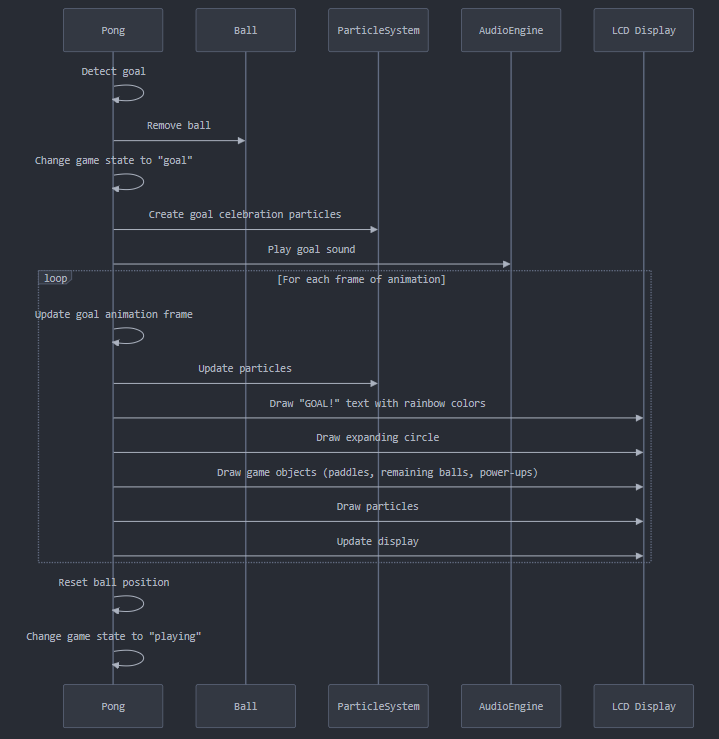 Pong Ball ParticleSystem AudioEngine LCD Display
Detect goal
Remove ball
Change game state to "goal"
Create goal celebration particles
Play goal sound
loop [For each frame of animation]
Update goal animation frame
Update particles
Draw "GOAL!" text with rainbow colors
Draw expanding circle
Draw game objects (paddles, remaining balls, power-ups)
Draw particles
Update display
Reset ball position
Change game state to "playing"
Pong Ball ParticleSystem AudioEngine LCD Display